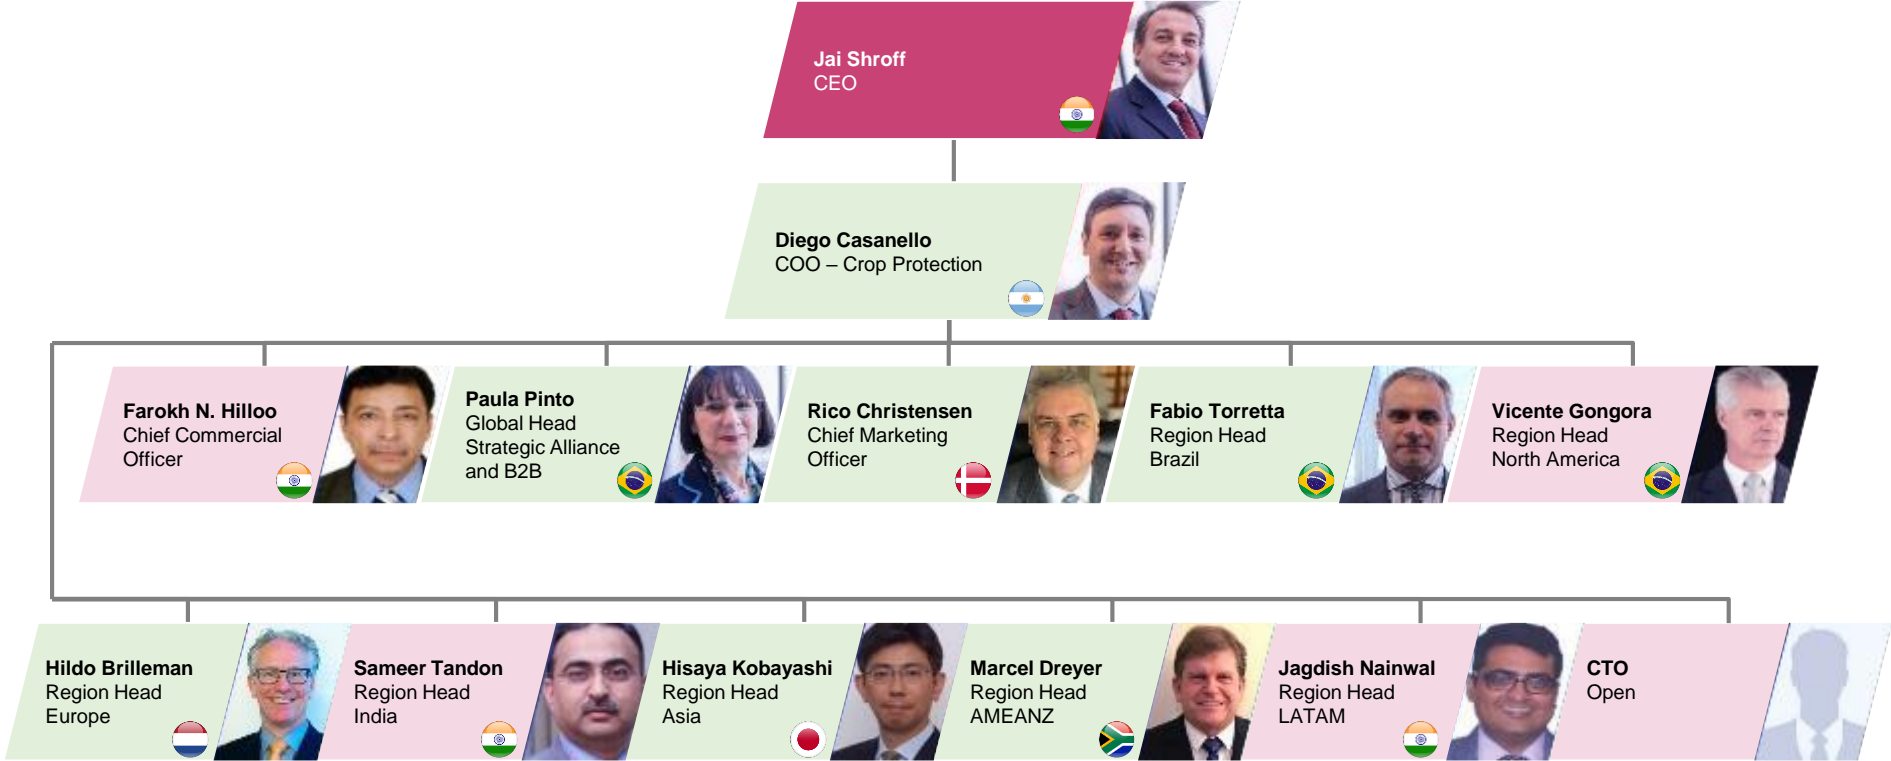 Jai Shroff
CEO
Diego Casanello
COO – Crop Protection
Farokh N. Hilloo
Chief Commercial
Officer
Paula Pinto
Global Head
Strategic Alliance
and B2B
Rico Christensen
Chief Marketing
Officer
Fabio Torretta
Region Head
Brazil
Vicente Gongora
Region Head
North America
Hildo Brilleman
Region Head
Europe
Sameer Tandon
Region Head
India
Hisaya Kobayashi
Region Head
Asia
Marcel Dreyer
Region Head
AMEANZ
Jagdish Nainwal
Region Head
LATAM
CTO
Open